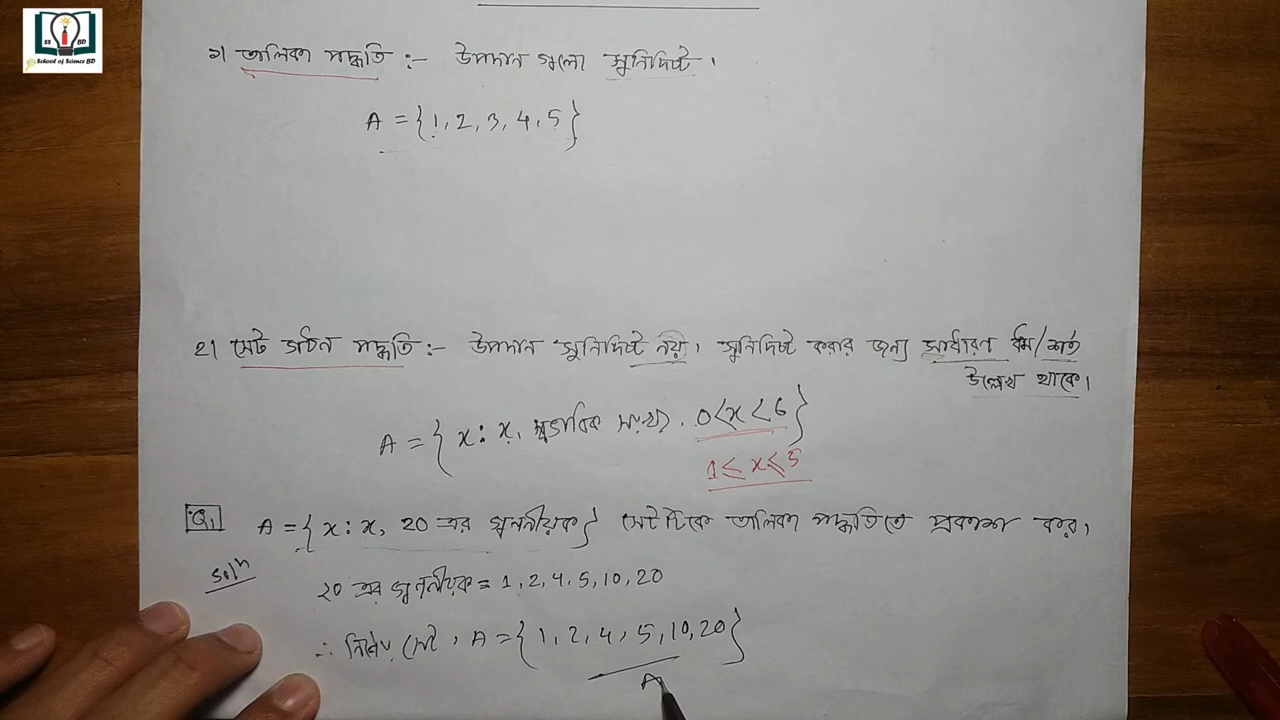 SS BD
School of Science BD
১। তালিকা পদ্ধতি :- উপাদান গুলো সুনির্দিষ্ট।
A = {1, 2, 3, 4, 5}
২। সেট গঠন পদ্ধতি :- উপাদান সুনির্দিষ্ট নয়। সুনির্দিষ্ট করার জন্য সাধারণ ধর্ম/শর্ত
উল্লেখ থাকে।
A = { x : x, স্বাভাবিক সংখ্যা, 0<x<6}
1≤x≤5
Q₁ A = {x : x, 20 এর গুণনীয়ক} সেটটিকে তালিকা পদ্ধতিতে প্রকাশ কর।
Solⁿ
২০ এর গুণনীয়ক = 1, 2, 4, 5, 10, 20
∴ নির্ণেয় সেট, A = {1, 2, 4, 5, 10, 20}
A